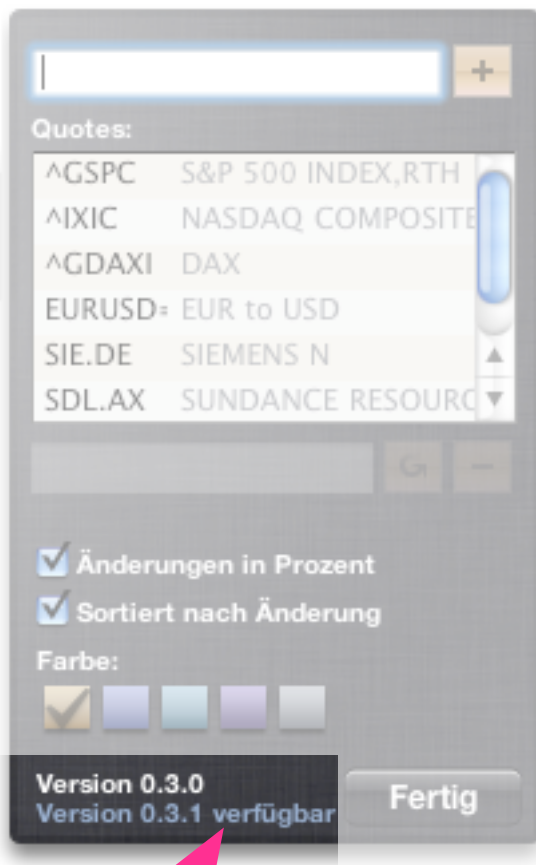 Quotes:
^GSPC S&P 500 INDEX,RTH
^IXIC NASDAQ COMPOSITE
^GDAXI DAX
EURUSD= EUR to USD
SIE.DE SIEMENS N
SDL.AX SUNDANCE RESOURC
Änderungen in Prozent
Sortiert nach Änderung
Farbe:
Version 0.3.0
Version 0.3.1 verfügbar
Fertig